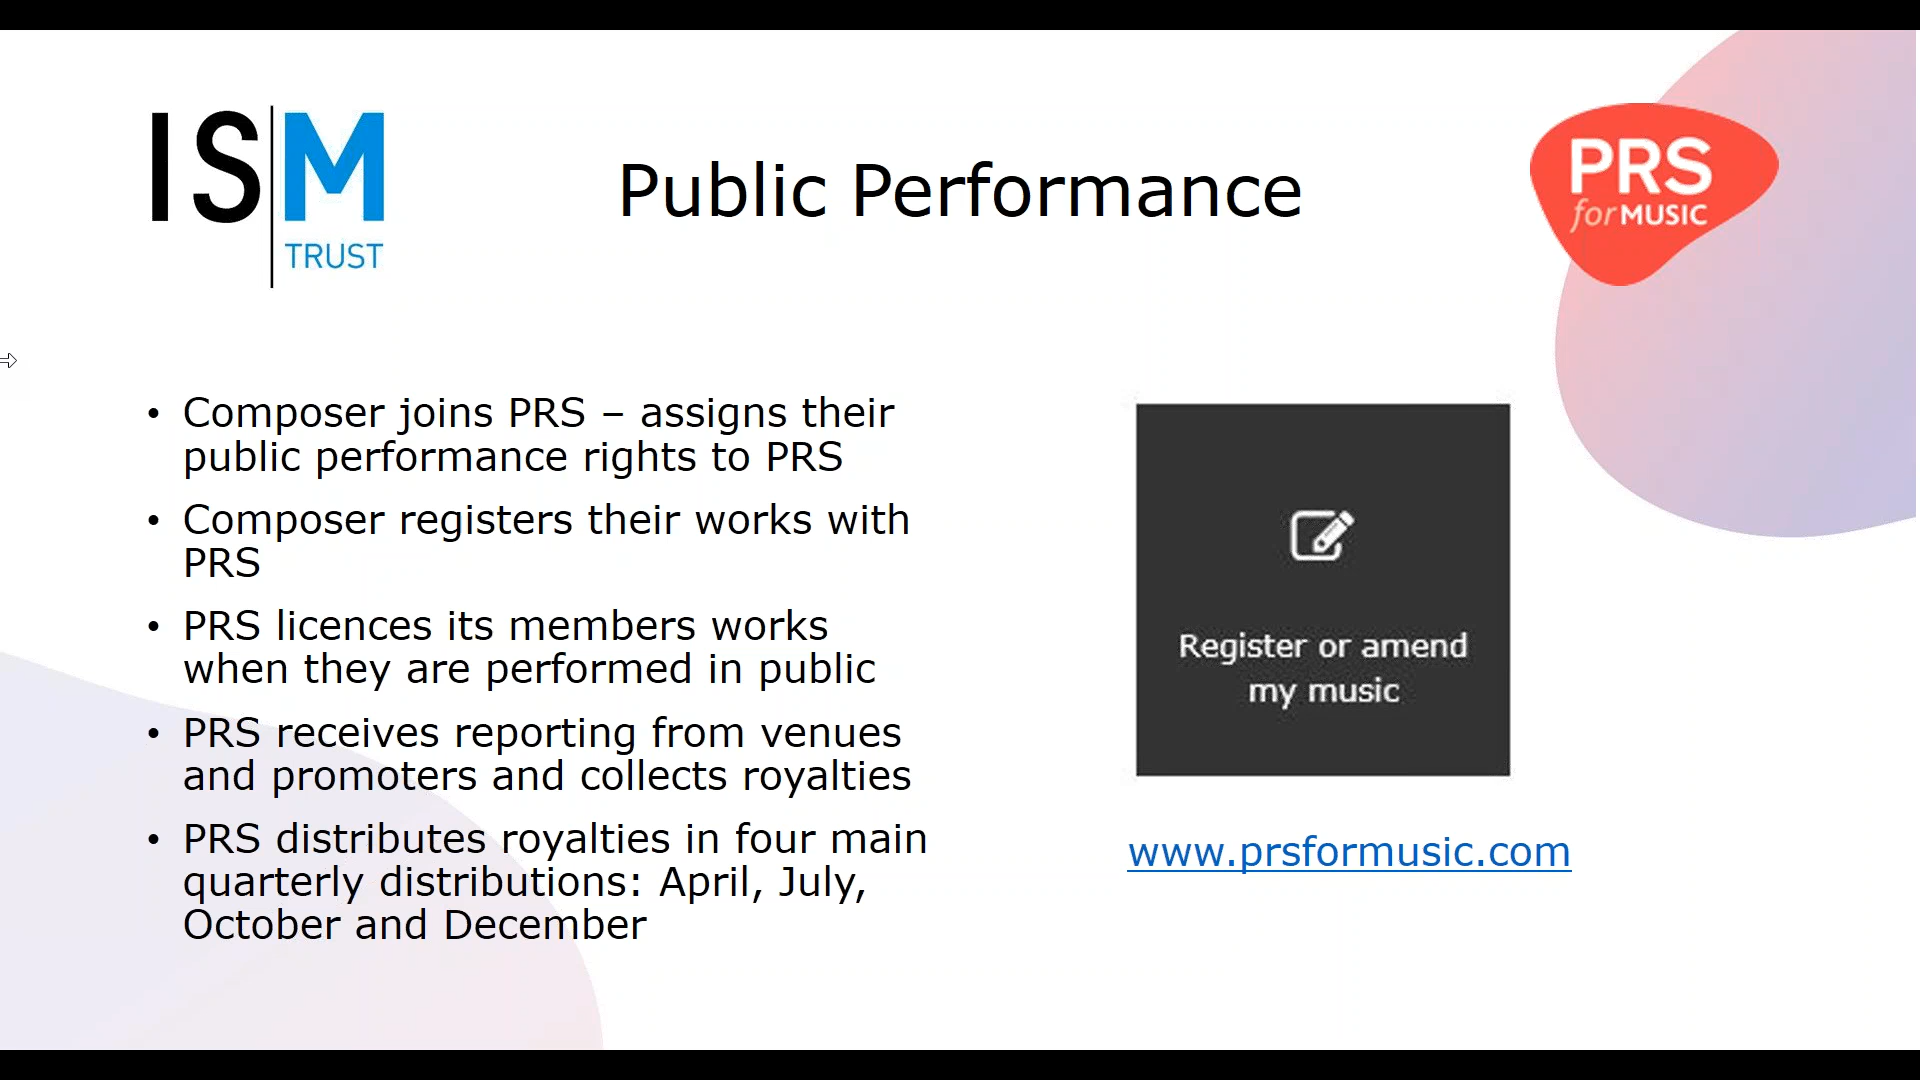 ISM
TRUST
Public Performance
PRS
for MUSIC
• Composer joins PRS – assigns their
public performance rights to PRS
• Composer registers their works with
PRS
• PRS licences its members works
when they are performed in public
• PRS receives reporting from venues
and promoters and collects royalties
• PRS distributes royalties in four main
quarterly distributions: April, July,
October and December
Register or amend
my music
www.prsformusic.com